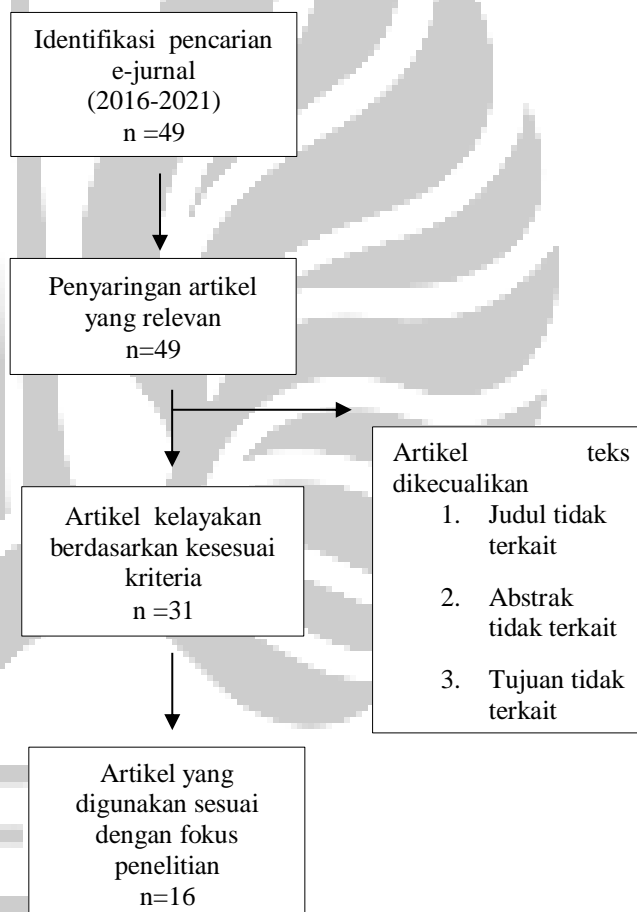 Identifikasi pencarian
e-jurnal
(2016-2021)
n =49
Penyaringan artikel
yang relevan
n=49
Artikel teks
dikecualikan
1. Judul tidak
terkait
2. Abstrak
tidak terkait
3. Tujuan tidak
terkait
Artikel kelayakan
berdasarkan kesesuai
kriteria
n =31
Artikel yang
digunakan sesuai
dengan fokus
penelitian
n=16